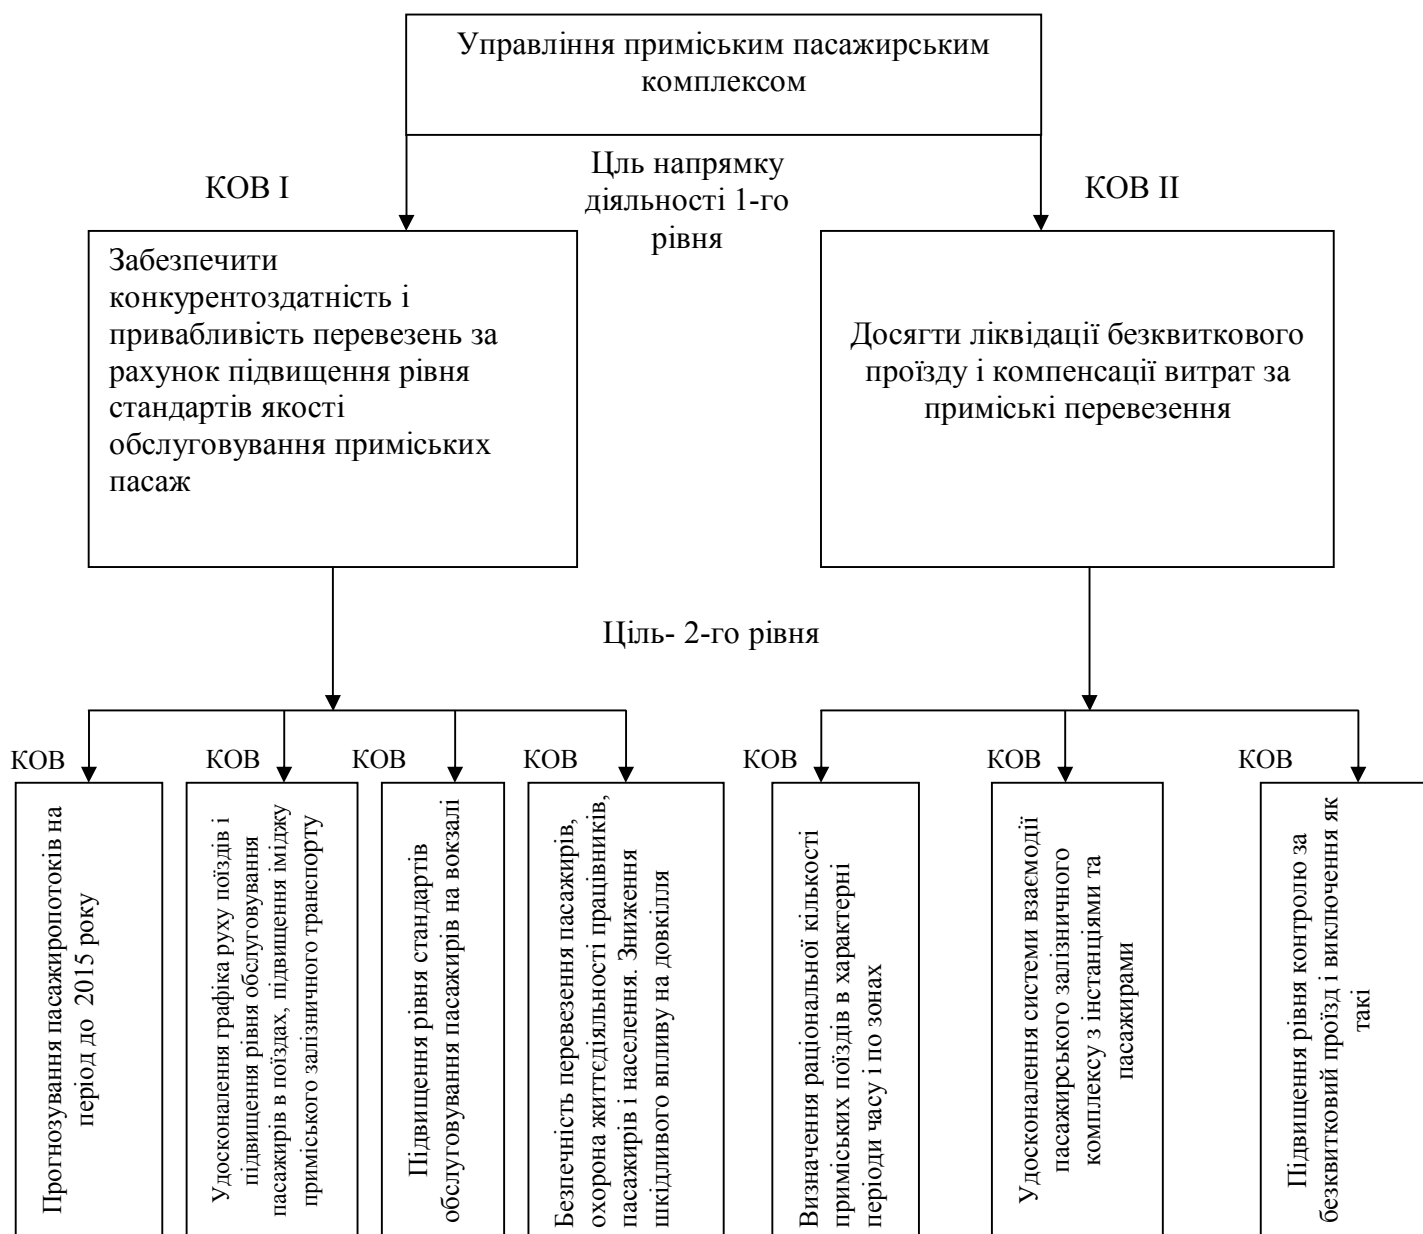 Управління приміським пасажирським
комплексом
Цль напрямку
діяльності 1-го
рівня
КОВ I
КОВ II
Забезпечити
конкурентоздатність і
привабливість перевезень за
рахунок підвищення рівня
стандартів якості
обслуговування приміських
пасаж
Досягти ліквідації безквиткового
проїзду і компенсації витрат за
приміські перевезення
Ціль- 2-го рівня
КОВ
КОВ
КОВ
КОВ
КОВ
КОВ
КОВ
Прогнозування пасажиропотоків на
період до 2015 року
Удосконалення графіка руху поїздів і
підвищення рівня обслуговування
пасажирів в поїздах, підвищення іміджу
приміського залізничного транспорту
Підвищення рівня стандартів
обслуговування пасажирів на вокзалі
Безпечність перевезення пасажирів,
охорона життєдіяльності працівників,
пасажирів і населення. Зниження
шкідливого впливу на довкілля
Визначення раціональної кількості
приміських поїздів в характерні
періоди часу і по зонах
Удосконалення системи взаємодії
пасажирського залізничного
комплексу з інстанціями та
пасажирами
Підвищення рівня контролю за
безквитковий проїзд і виключення як
такі